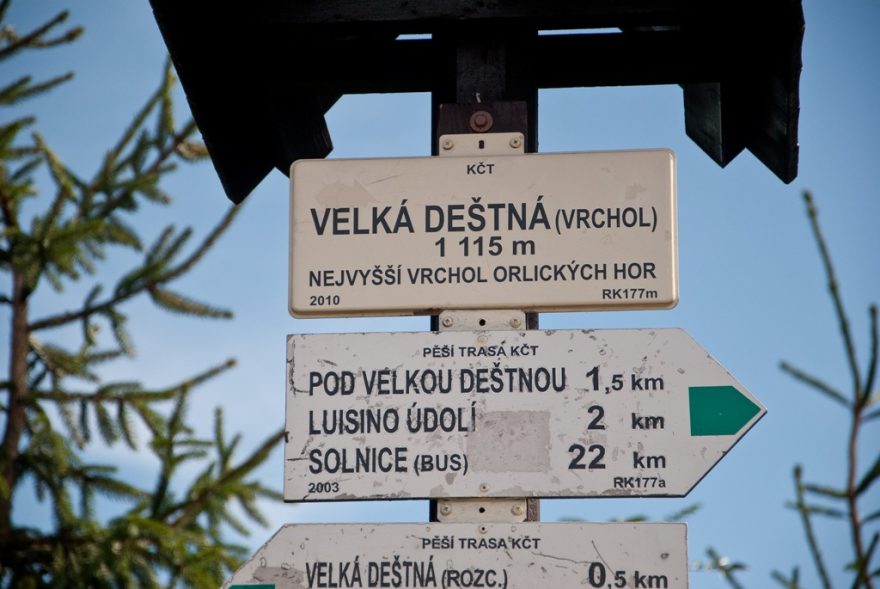 KČT
VELKÁ DEŠTNÁ (VRCHOL)
1 115 m
NEJVYŠŠÍ VRCHOL ORLICKÝCH HOR
2010 RK177m
PĚŠÍ TRASA KČT
POD VELKOU DEŠTNOU 1,5 km
LUISINO ÚDOLÍ 2 km
SOLNICE (BUS) 22 km
2003 RK177a
PĚŠÍ TRASA KČT
VELKÁ DEŠTNÁ (ROZC.) 0,5 km